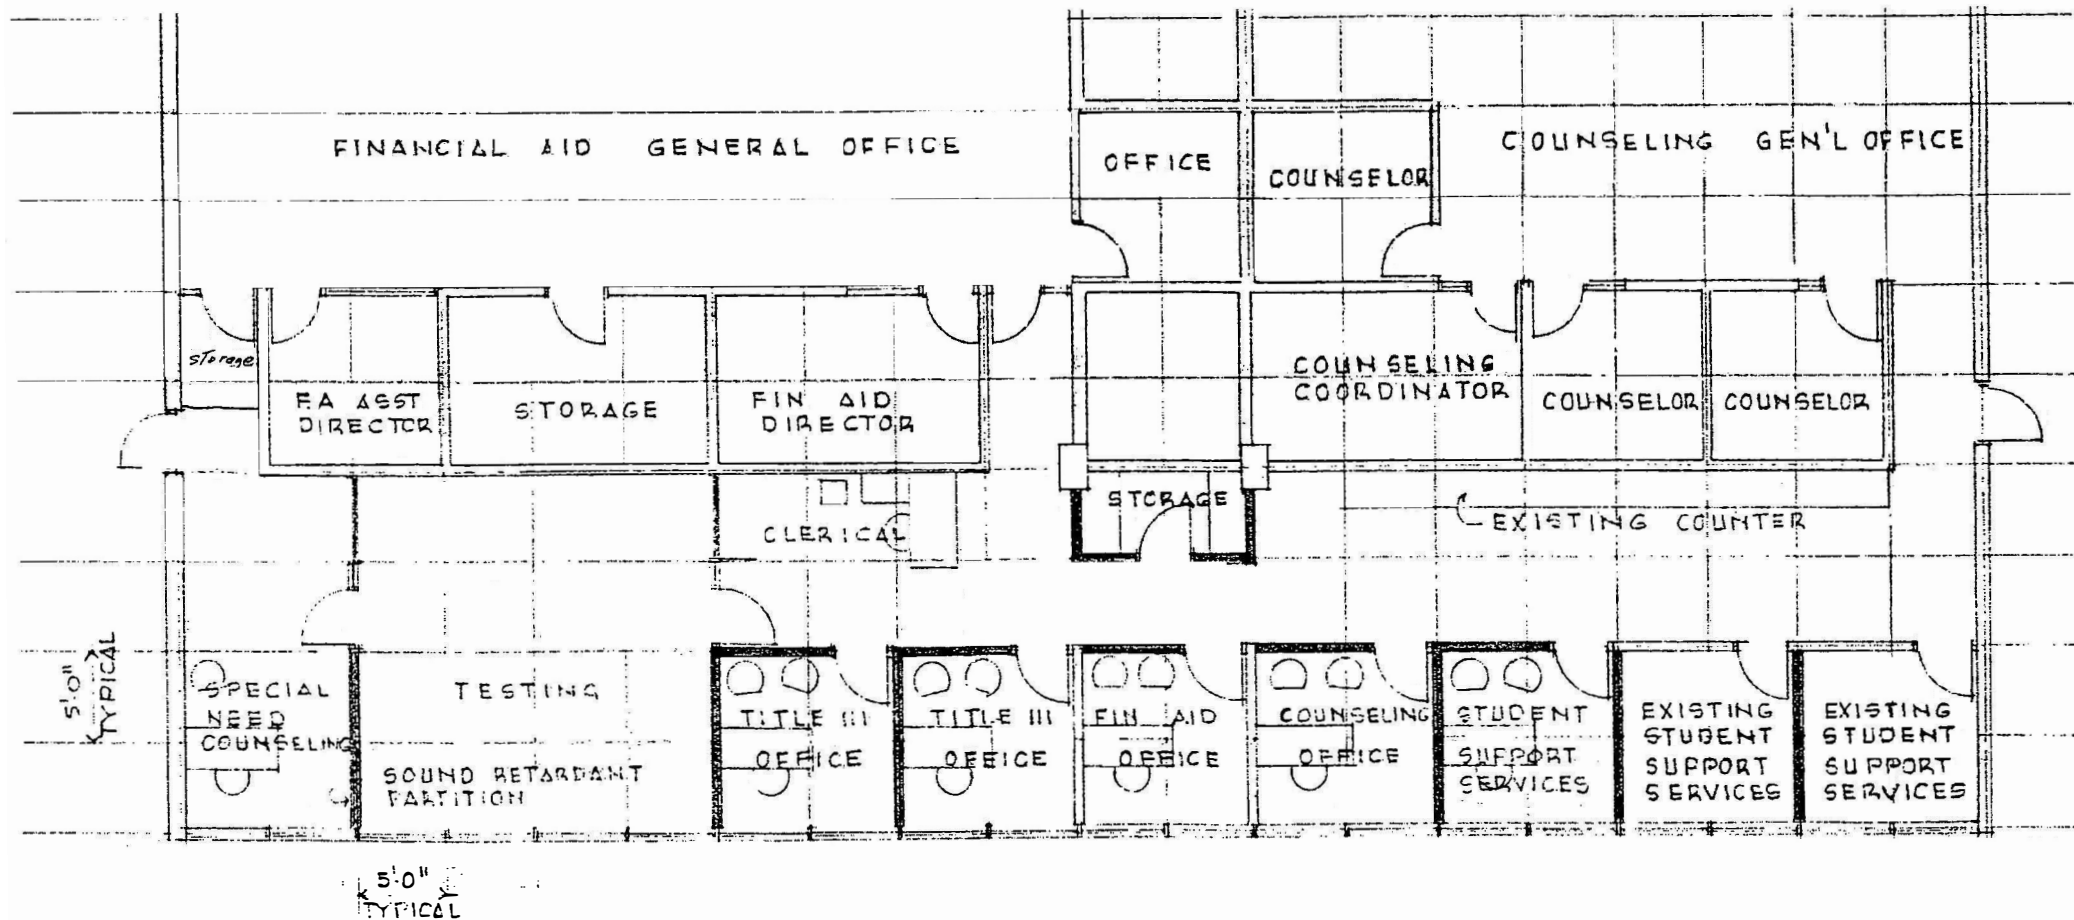 FINANCIAL AID GENERAL OFFICE
OFFICE
COUNSELOR
COUNSELING GEN'L OFFICE
storage
F.A ASST
DIRECTOR
STORAGE
FIN AID
DIRECTOR
COUNSELING
COORDINATOR
COUNSELOR
COUNSELOR
CLERICAL
STORAGE
EXISTING COUNTER
5'-0"
TYPICAL
SPECIAL
NEED
COUNSELING
TESTING
SOUND RETARDANT
PARTITION
TITLE III
OFFICE
TITLE III
OFFICE
FIN AID
OFFICE
COUNSELING
OFFICE
STUDENT
SUPPORT
SERVICES
EXISTING
STUDENT
SUPPORT
SERVICES
EXISTING
STUDENT
SUPPORT
SERVICES
5'-0"
TYPICAL